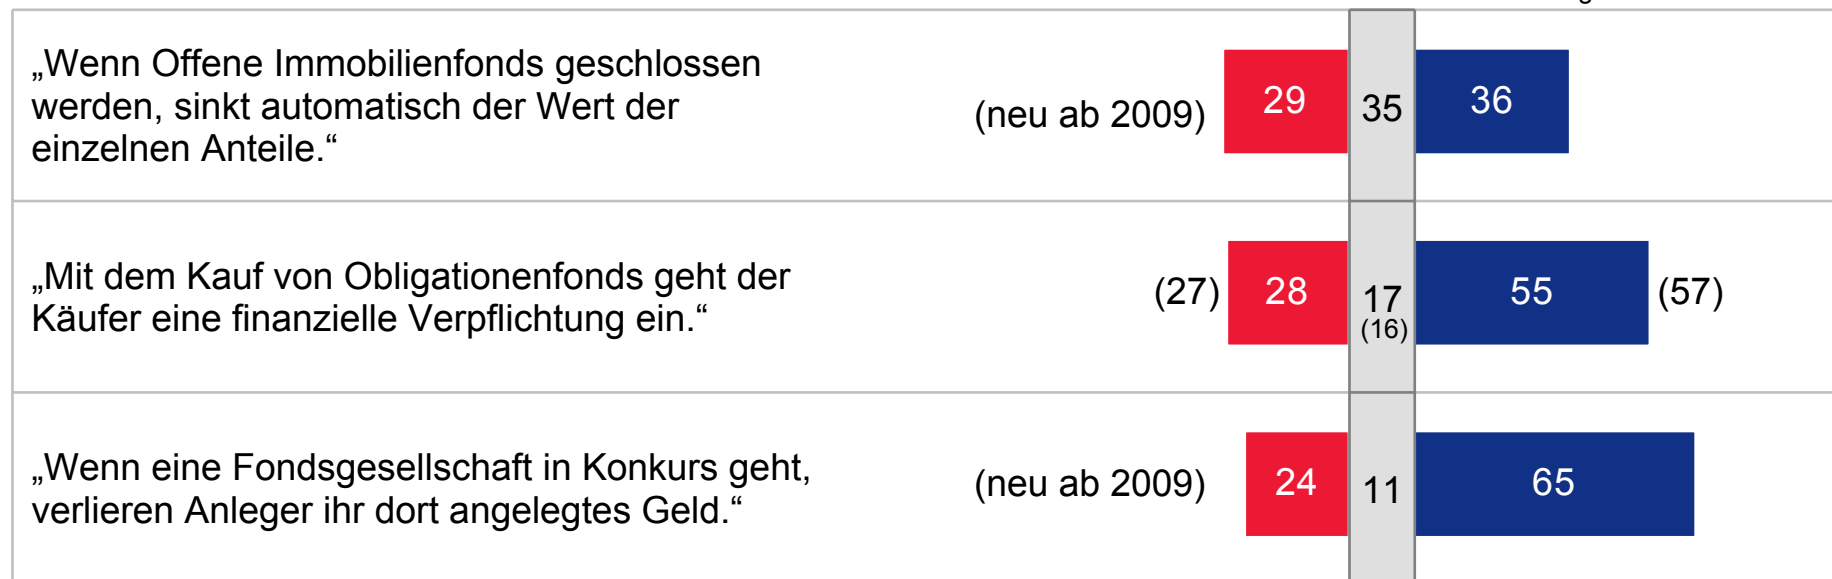 „Wenn Offene Immobilienfonds geschlossen
werden, sinkt automatisch der Wert der
einzelnen Anteile.“
(neu ab 2009) 29 35 36
„Mit dem Kauf von Obligationenfonds geht der
Käufer eine finanzielle Verpflichtung ein.“
(27) 28 17 55 (57)
(16)
„Wenn eine Fondsgesellschaft in Konkurs geht,
verlieren Anleger ihr dort angelegtes Geld.“
(neu ab 2009) 24 11 65